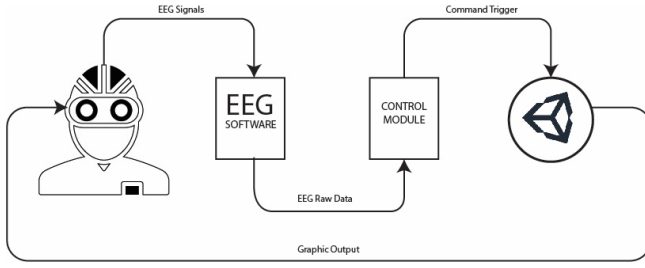 EEG Signals
Command Trigger
EEG
SOFTWARE
CONTROL
MODULE
EEG Raw Data
Graphic Output